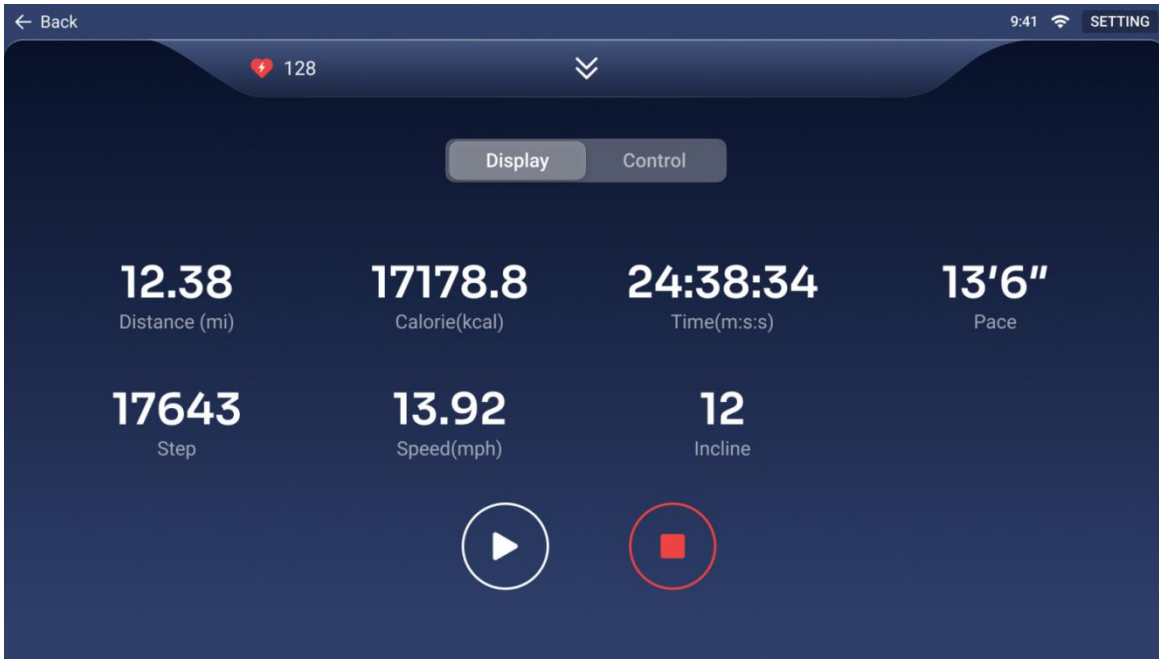 Back
9:41 SETTING
128
Display Control
12.38 17178.8 24:38:34 13'6"
Distance (mi) Calorie(kcal) Time(m:s:s) Pace
17643 13.92 12
Step Speed(mph) Incline